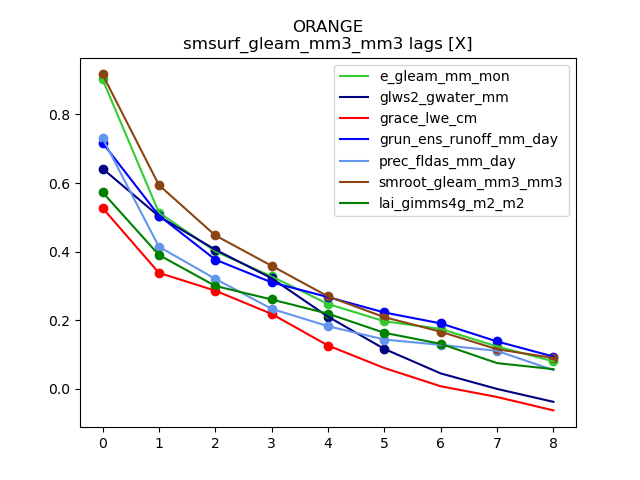 ORANGE
smsurf_gleam_mm3_mm3 lags [X]
e_gleam_mm_mon
glws2_gwater_mm
grace_lwe_cm
grun_ens_runoff_mm_day
prec_fldas_mm_day
smroot_gleam_mm3_mm3
lai_gimms4g_m2_m2
0.8
0.6
0.4
0.2
0.0
0 1 2 3 4 5 6 7 8